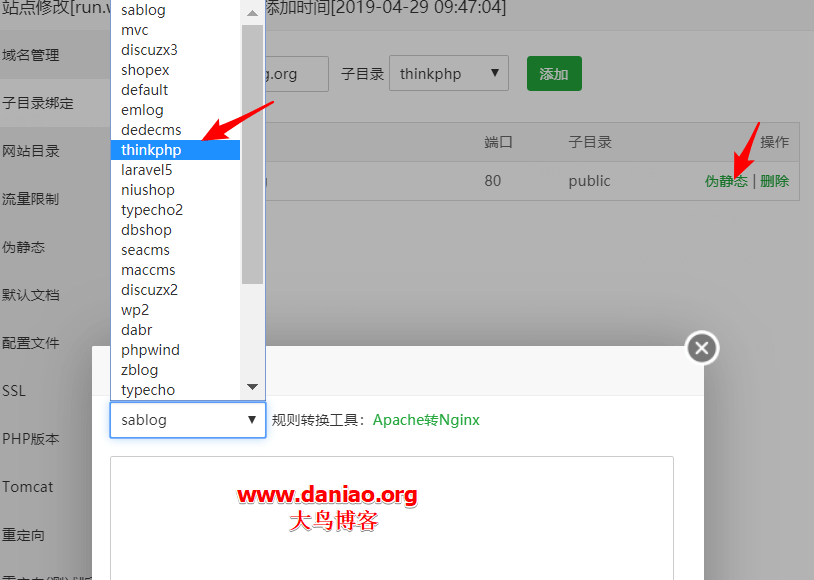 站点修改[run.w
添加时间[2019-04-29 09:47:04]
域名管理
子目录绑定
网站目录
流量限制
伪静态
默认文档
配置文件
SSL
PHP版本
Tomcat
重定向
g.org 子目录 thinkphp 添加
端口 子目录 操作
80 public 伪静态 | 删除
sablog
mvc
discuzx3
shopex
default
emlog
dedecms
thinkphp
laravel5
niushop
typecho2
dbshop
seacms
maccms
discuzx2
wp2
dabr
phpwind
zblog
typecho
sablog 规则转换工具：Apache转Nginx
www.daniao.org
大鸟博客